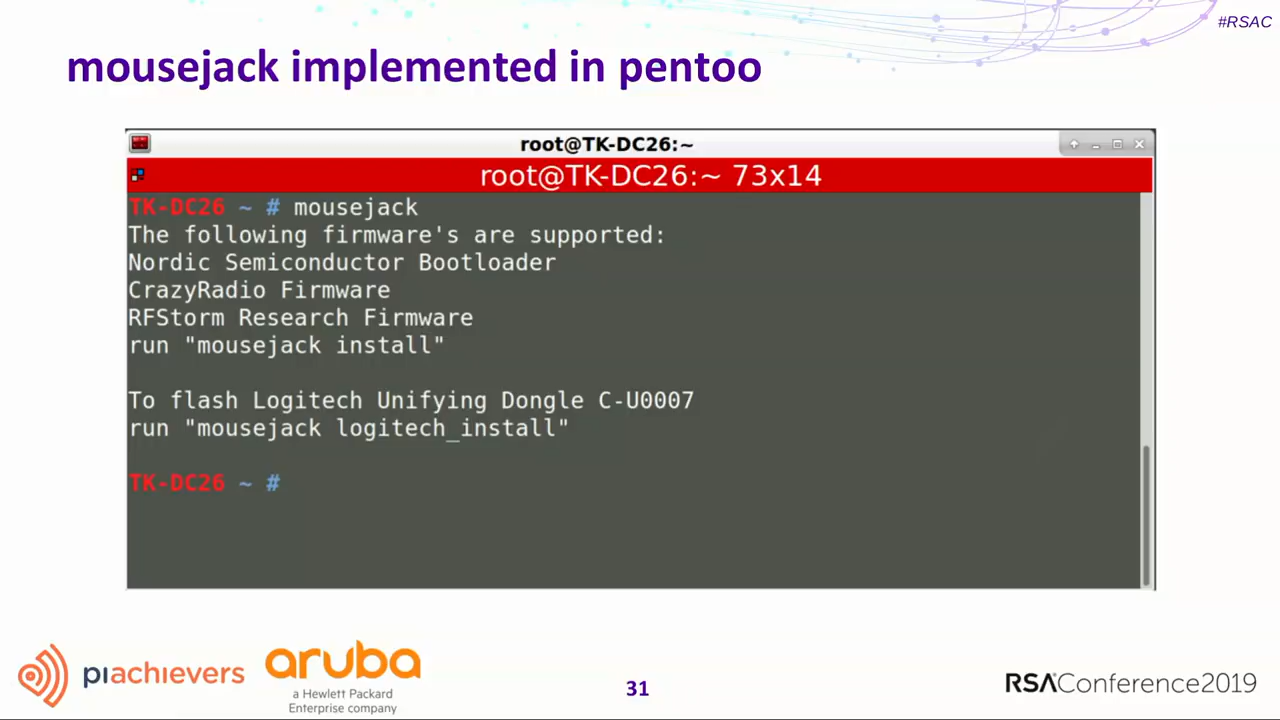 #RSAC
mousejack implemented in pentoo
root@TK-DC26:~
root@TK-DC26:~ 73x14
TK-DC26 ~ # mousejack
The following firmware's are supported:
Nordic Semiconductor Bootloader
CrazyRadio Firmware
RFStorm Research Firmware
run "mousejack install"
To flash Logitech Unifying Dongle C-U0007
run "mousejack logitech_install"
TK-DC26 ~ #
piachievers
aruba
a Hewlett Packard
Enterprise company
31
RSAConference2019